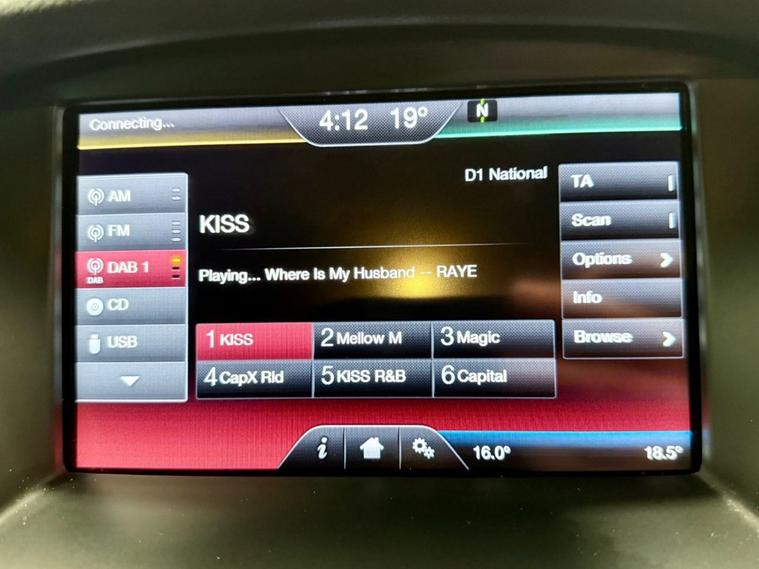 Connecting...
4:12 19°
N
D1 National
AM
FM
DAB 1
DAB
CD
USB
KISS
Playing... Where Is My Husband -- RAYE
1 KISS
2 Mellow M
3 Magic
4 CapX Rld
5 KISS R&B
6 Capital
TA
Scan
Options
Info
Browse
i
16.0°
18.5°